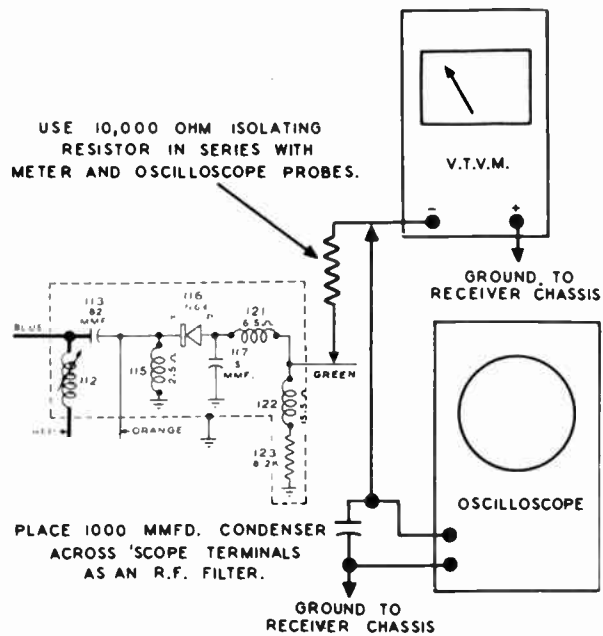 USE 10,000 OHM ISOLATING
RESISTOR IN SERIES WITH
METER AND OSCILLOSCOPE PROBES.
V.T.V.M.
-
+
GROUND TO
RECEIVER CHASSIS
113
82
MMF
116
121
6.5Ω
BLUE
112
115
2.5Ω
117
5
MMF.
GREEN
122
ORANGE
123
8.2K
OSCILLOSCOPE
PLACE 1000 MMFD. CONDENSER
ACROSS 'SCOPE TERMINALS
AS AN R.F. FILTER.
GROUND TO
RECEIVER CHASSIS